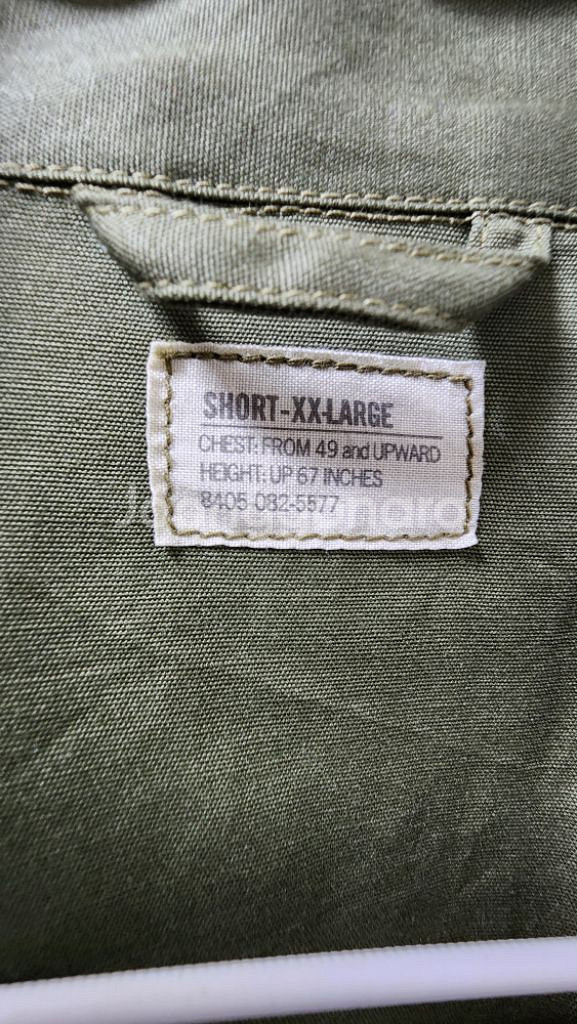 SHORT-XX-LARGE
CHEST: FROM 49 and UPWARD
HEIGHT: UP 67 INCHES
8405 082-5577